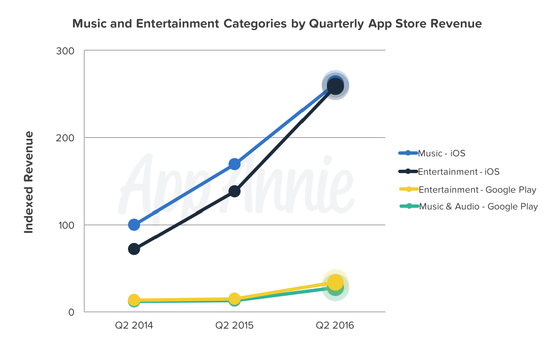 Music and Entertainment Categories by Quarterly App Store Revenue
300
200
100
0
Indexed Revenue
App Annie
Q2 2014
Q2 2015
Q2 2016
Music - iOS
Entertainment - iOS
Entertainment - Google Play
Music & Audio - Google Play